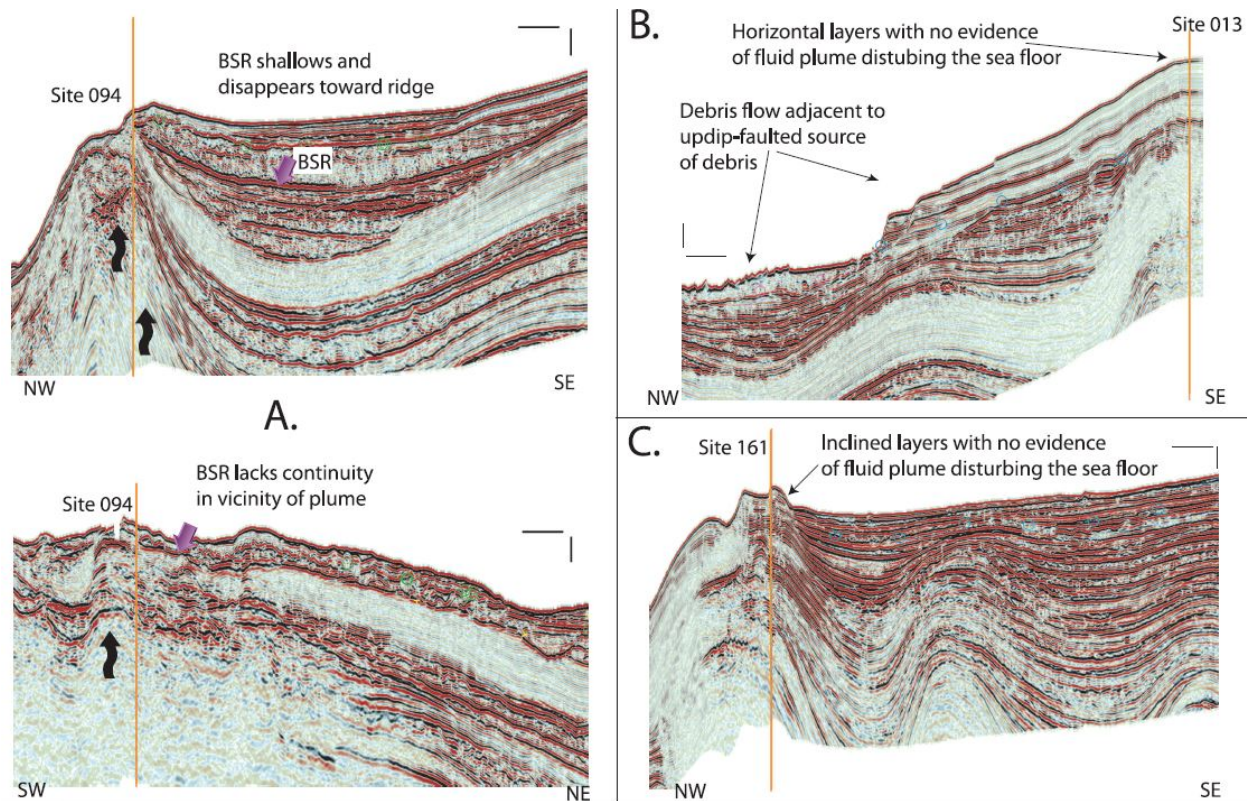 BSR shallows and
disappears toward ridge
Site 094
BSR
NW
SE
A.
BSR lacks continuity
in vicinity of plume
Site 094
SW
NE
B.
Site 013
Horizontal layers with no evidence
of fluid plume distubing the sea floor
Debris flow adjacent to
updip-faulted source
of debris
NW
SE
C.
Site 161
Inclined layers with no evidence
of fluid plume disturbing the sea floor
NW
SE